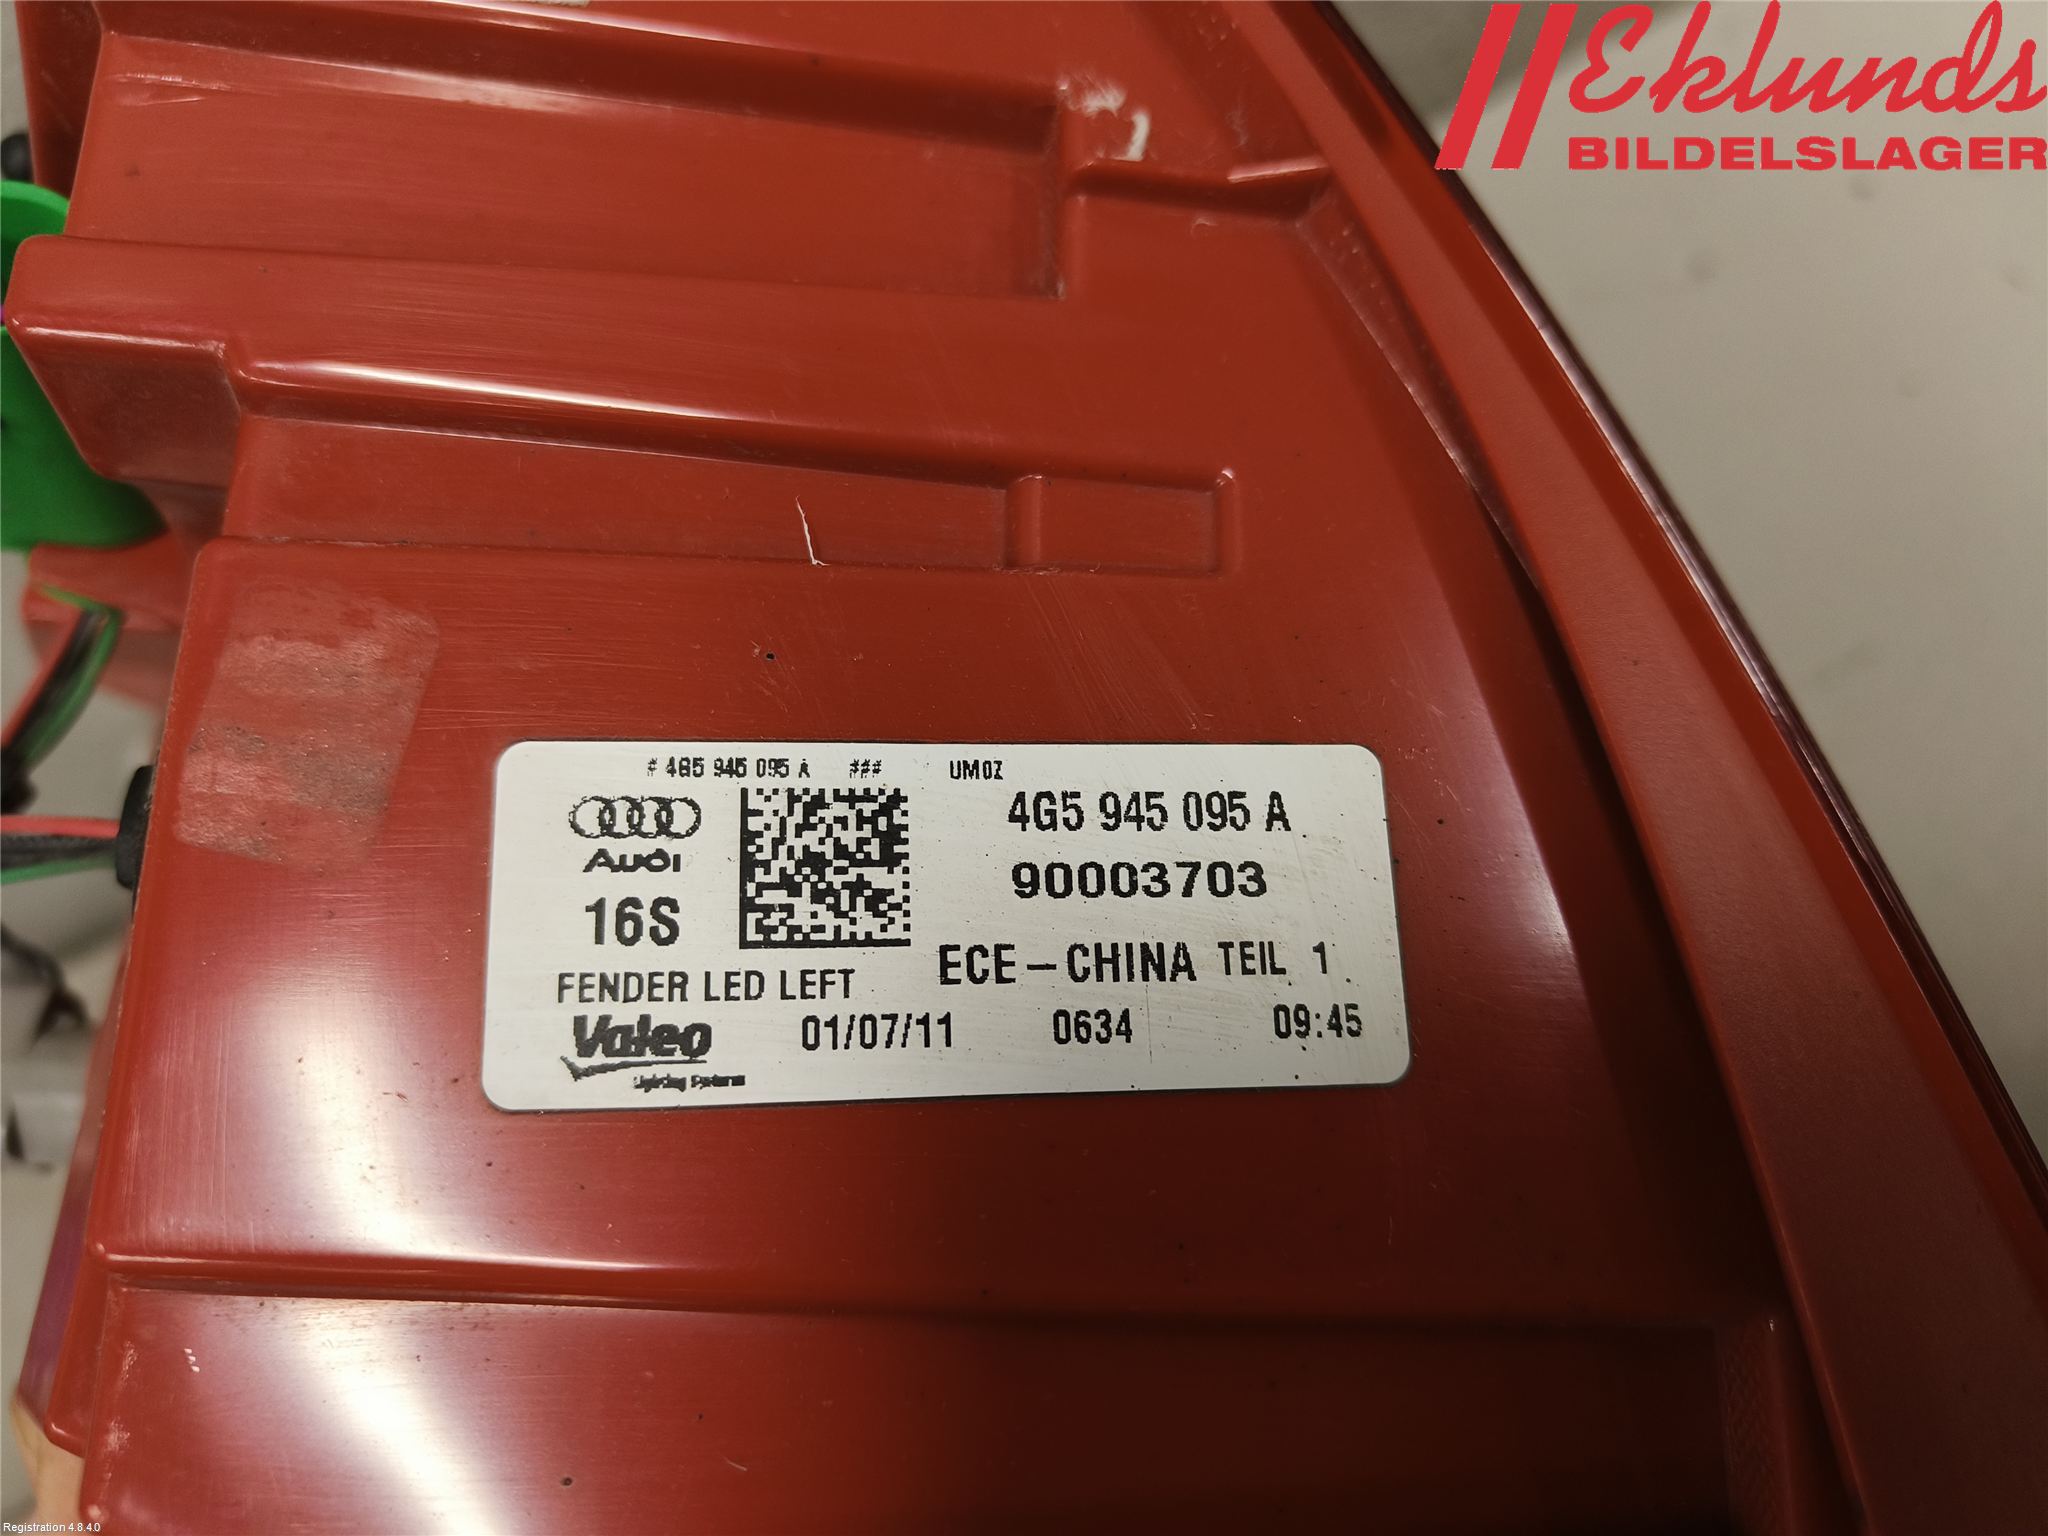 Eklunds
BILDELSLAGER
# 4G5 945 095 A ### UM0Z
4G5 945 095 A
Audi
90003703
16S
ECE-CHINA TEIL 1
FENDER LED LEFT
Valeo
01/07/11 0634 09:45
Registration 4.8.4.0